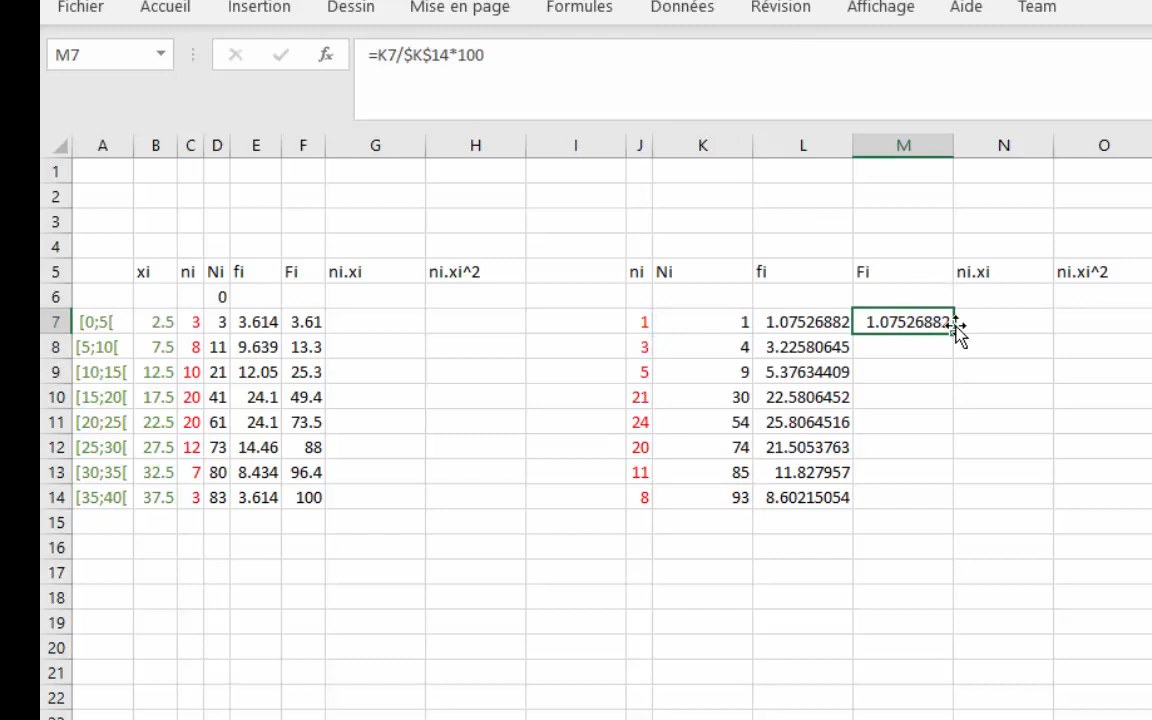 Fichier Accueil Insertion Dessin Mise en page Formules Données Révision Affichage Aide Team
M7 fx =K7/$K$14*100
A B C D E F G H I J K L M N O
1
2
3
4
5 xi ni Ni fi Fi ni.xi ni.xi^2 ni Ni fi Fi ni.xi ni.xi^2
6 0
7 [0;5[ 2.5 3 3 3.614 3.61 1 1 1.07526882 1.07526882
8 [5;10[ 7.5 8 11 9.639 13.3 3 4 3.22580645
9 [10;15[ 12.5 10 21 12.05 25.3 5 9 5.37634409
10 [15;20[ 17.5 20 41 24.1 49.4 21 30 22.5806452
11 [20;25[ 22.5 20 61 24.1 73.5 24 54 25.8064516
12 [25;30[ 27.5 12 73 14.46 88 20 74 21.5053763
13 [30;35[ 32.5 7 80 8.434 96.4 11 85 11.827957
14 [35;40[ 37.5 3 83 3.614 100 8 93 8.60215054
15
16
17
18
19
20
21
22